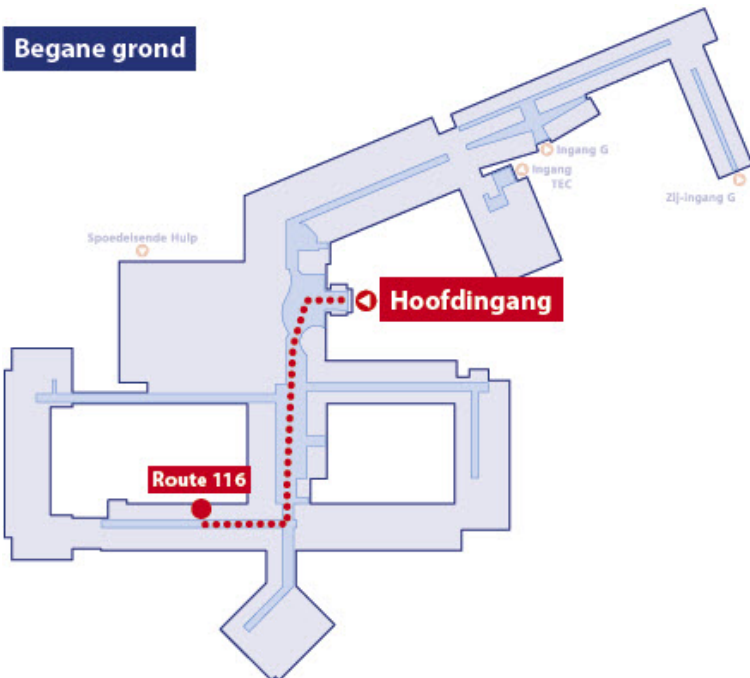 Begane grond
Ingang G
Ingang
TEC
Zij-ingang G
Spoedeisende Hulp
Hoofdingang
Route 116